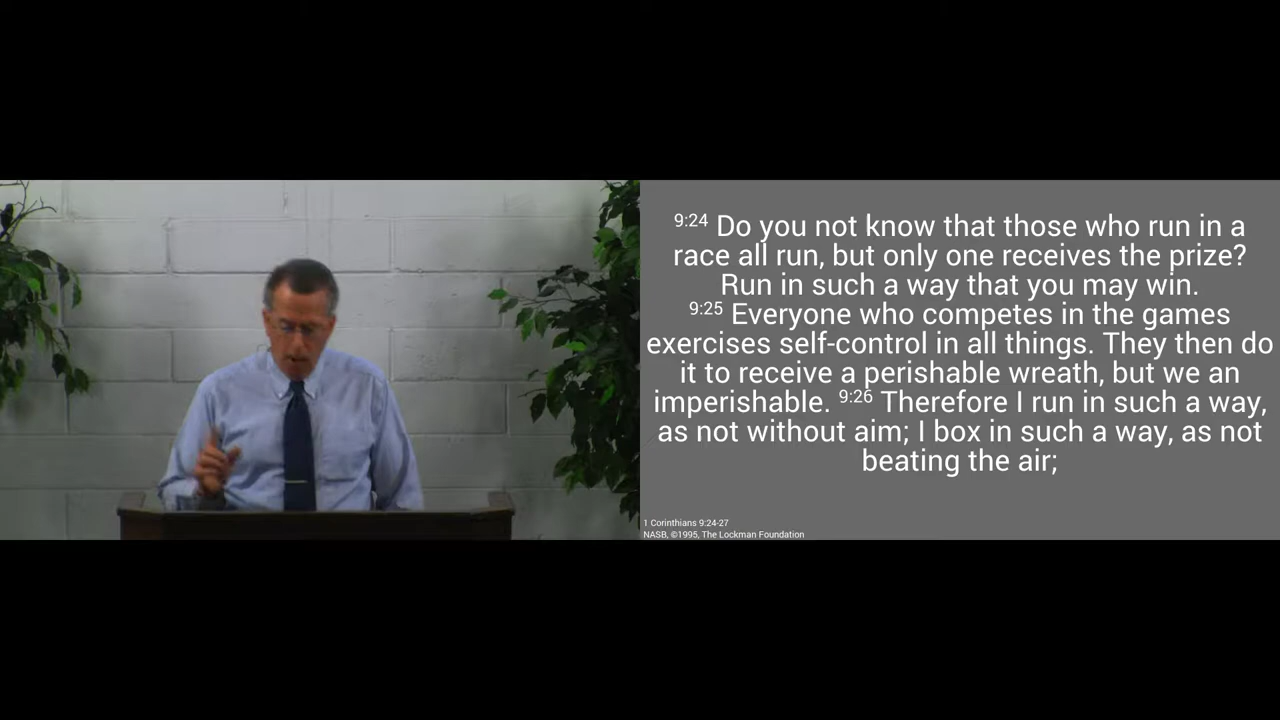 9:24 Do you not know that those who run in a
race all run, but only one receives the prize?
Run in such a way that you may win.
9:25 Everyone who competes in the games
exercises self-control in all things. They then do
it to receive a perishable wreath, but we an
imperishable. 9:26 Therefore I run in such a way,
as not without aim; I box in such a way, as not
beating the air;
1 Corinthians 9:24-27
NASB, ©1995, The Lockman Foundation